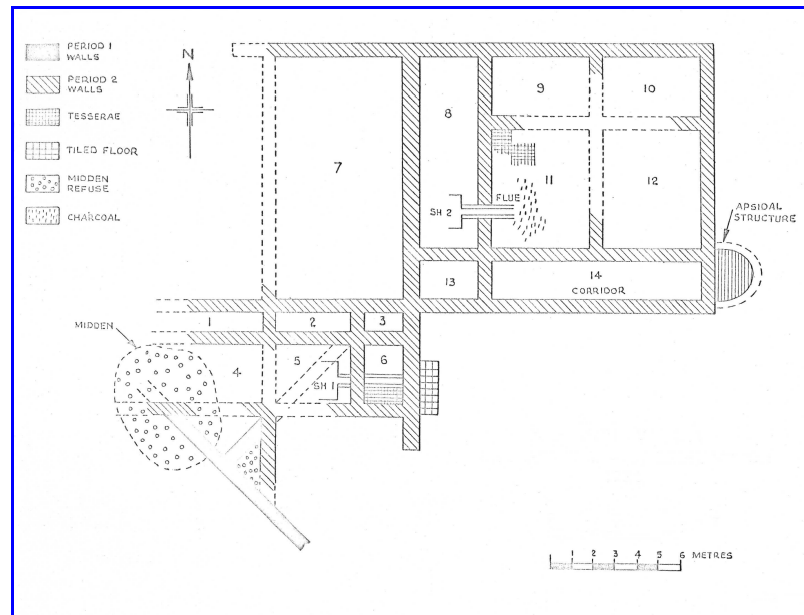 PERIOD 1
WALLS
PERIOD 2
WALLS
TESSERAE
TILED FLOOR
MIDDEN
REFUSE
CHARCOAL
N
7
8
9
10
11
12
FLUE
SH 2
APSIDAL
STRUCTURE
13
14
CORRIDOR
1
2
3
MIDDEN
4
5
6
SH 1
1 2 3 4 5 6 METRES